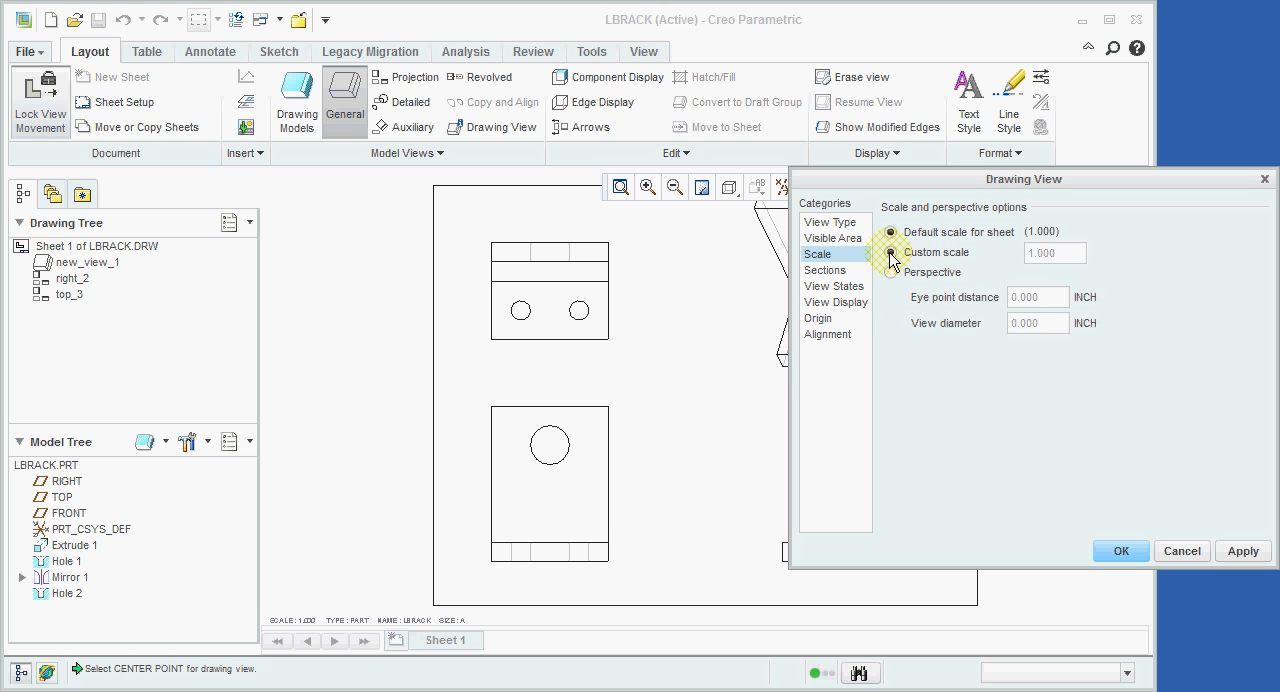 LBRACK (Active) - Creo Parametric
File Layout Table Annotate Sketch Legacy Migration Analysis Review Tools View
Lock View Movement
New Sheet
Sheet Setup
Move or Copy Sheets
Document
Insert
Drawing Models
General
Projection
Detailed
Auxiliary
Revolved
Copy and Align
Drawing View
Model Views
Component Display
Edge Display
Arrows
Hatch/Fill
Convert to Draft Group
Move to Sheet
Edit
Erase view
Resume View
Show Modified Edges
Display
Text Style
Line Style
Format
Drawing Tree
Sheet 1 of LBRACK.DRW
new_view_1
right_2
top_3
Model Tree
LBRACK.PRT
RIGHT
TOP
FRONT
PRT_CSYS_DEF
Extrude 1
Hole 1
Mirror 1
Hole 2
Drawing View
Categories
View Type
Visible Area
Scale
Sections
View States
View Display
Origin
Alignment
Scale and perspective options
Default scale for sheet (1.000)
Custom scale 1.000
Perspective
Eye point distance 0.000 INCH
View diameter 0.000 INCH
OK Cancel Apply
SCALE:1.000 TYPE:PART NAME:LBRACK SIZE:A
Sheet 1
Select CENTER POINT for drawing view.